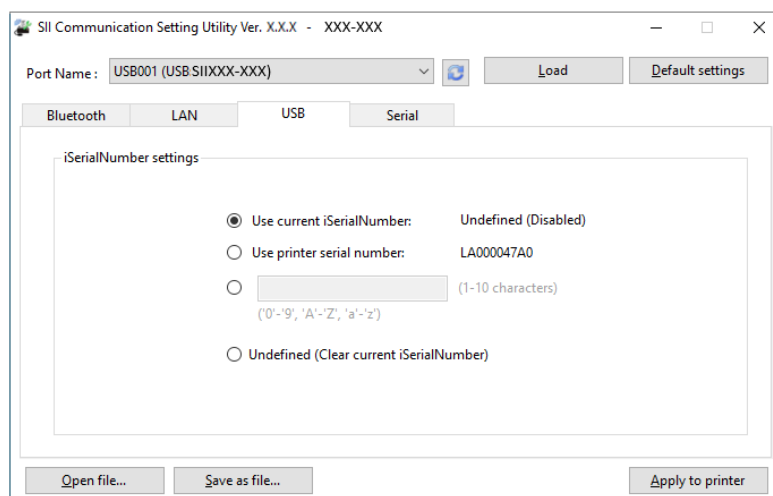 SII Communication Setting Utility Ver. X.X.X - XXX-XXX
Port Name : USB001 (USB:SIIXXX-XXX) Load Default settings
Bluetooth LAN USB Serial
iSerialNumber settings
Use current iSerialNumber: Undefined (Disabled)
Use printer serial number: LA000047A0
(1-10 characters)
('0'-'9', 'A'-'Z', 'a'-'z')
Undefined (Clear current iSerialNumber)
Open file... Save as file... Apply to printer